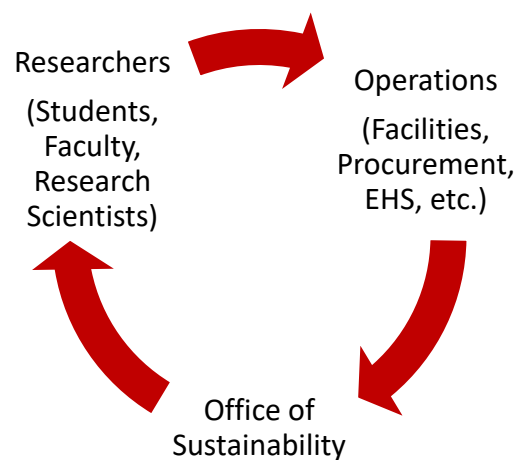 Researchers
(Students,
Faculty,
Research
Scientists)
Operations
(Facilities,
Procurement,
EHS, etc.)
Office of
Sustainability